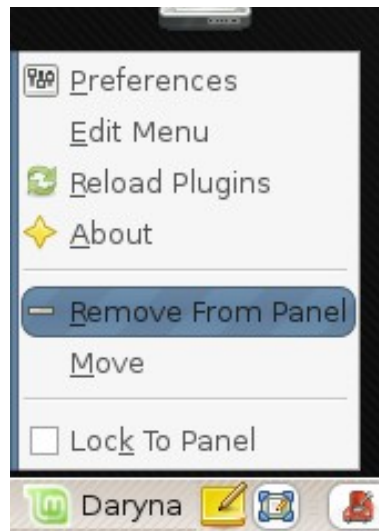 Preferences
Edit Menu
Reload Plugins
About
Remove From Panel
Move
Lock To Panel
Daryna